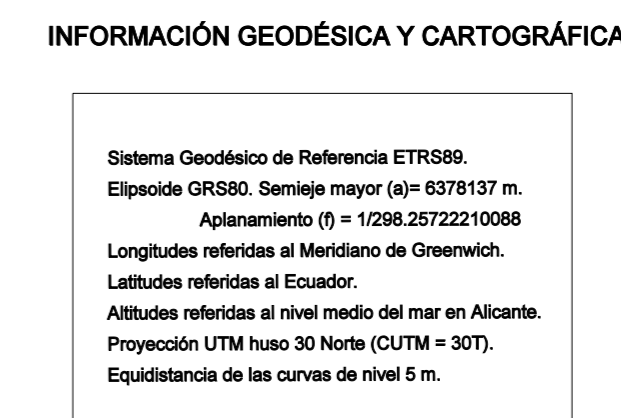 INFORMACIÓN GEODÉSICA Y CARTOGRÁFICA
Sistema Geodésico de Referencia ETRS89.
Elipsoide GRS80. Semieje mayor (a)= 6378137 m.
Aplanamiento (f) = 1/298.25722210088
Longitudes referidas al Meridiano de Greenwich.
Latitudes referidas al Ecuador.
Altitudes referidas al nivel medio del mar en Alicante.
Proyección UTM huso 30 Norte (CUTM = 30T).
Equidistancia de las curvas de nivel 5 m.